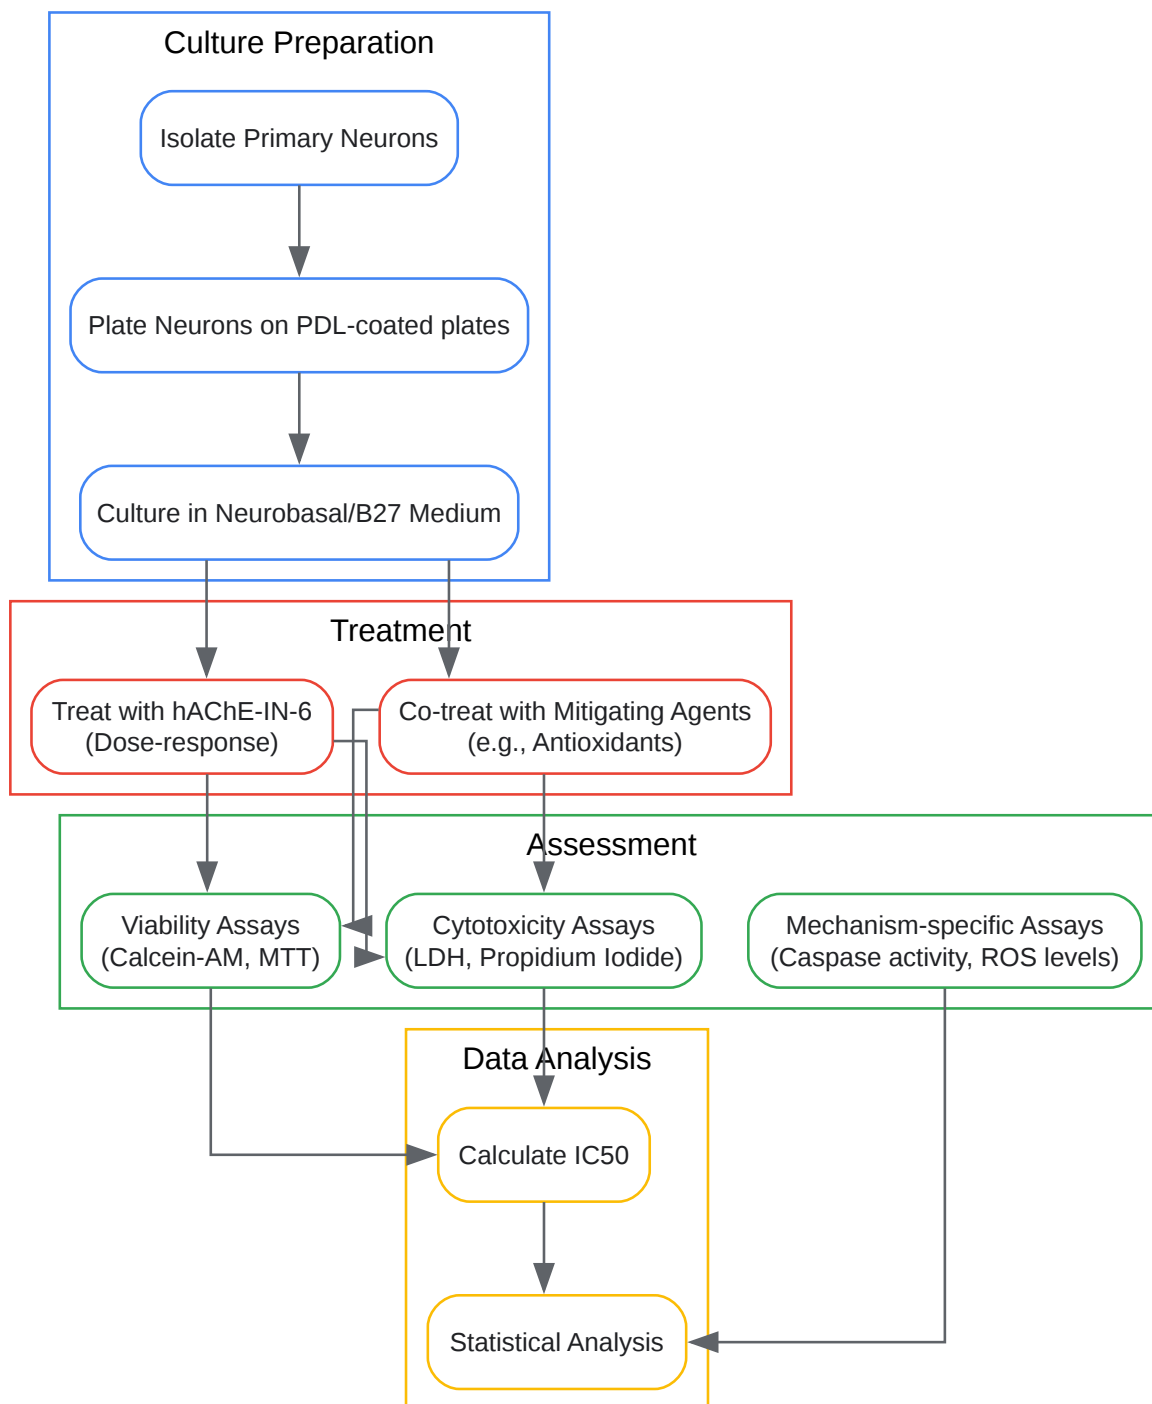 Culture Preparation
Isolate Primary Neurons
Plate Neurons on PDL-coated plates
Culture in Neurobasal/B27 Medium
Treatment
Treat with hAChE-IN-6
(Dose-response)
Co-treat with Mitigating Agents
(e.g., Antioxidants)
Assessment
Viability Assays
(Calcein-AM, MTT)
Cytotoxicity Assays
(LDH, Propidium Iodide)
Mechanism-specific Assays
(Caspase activity, ROS levels)
Data Analysis
Calculate IC50
Statistical Analysis